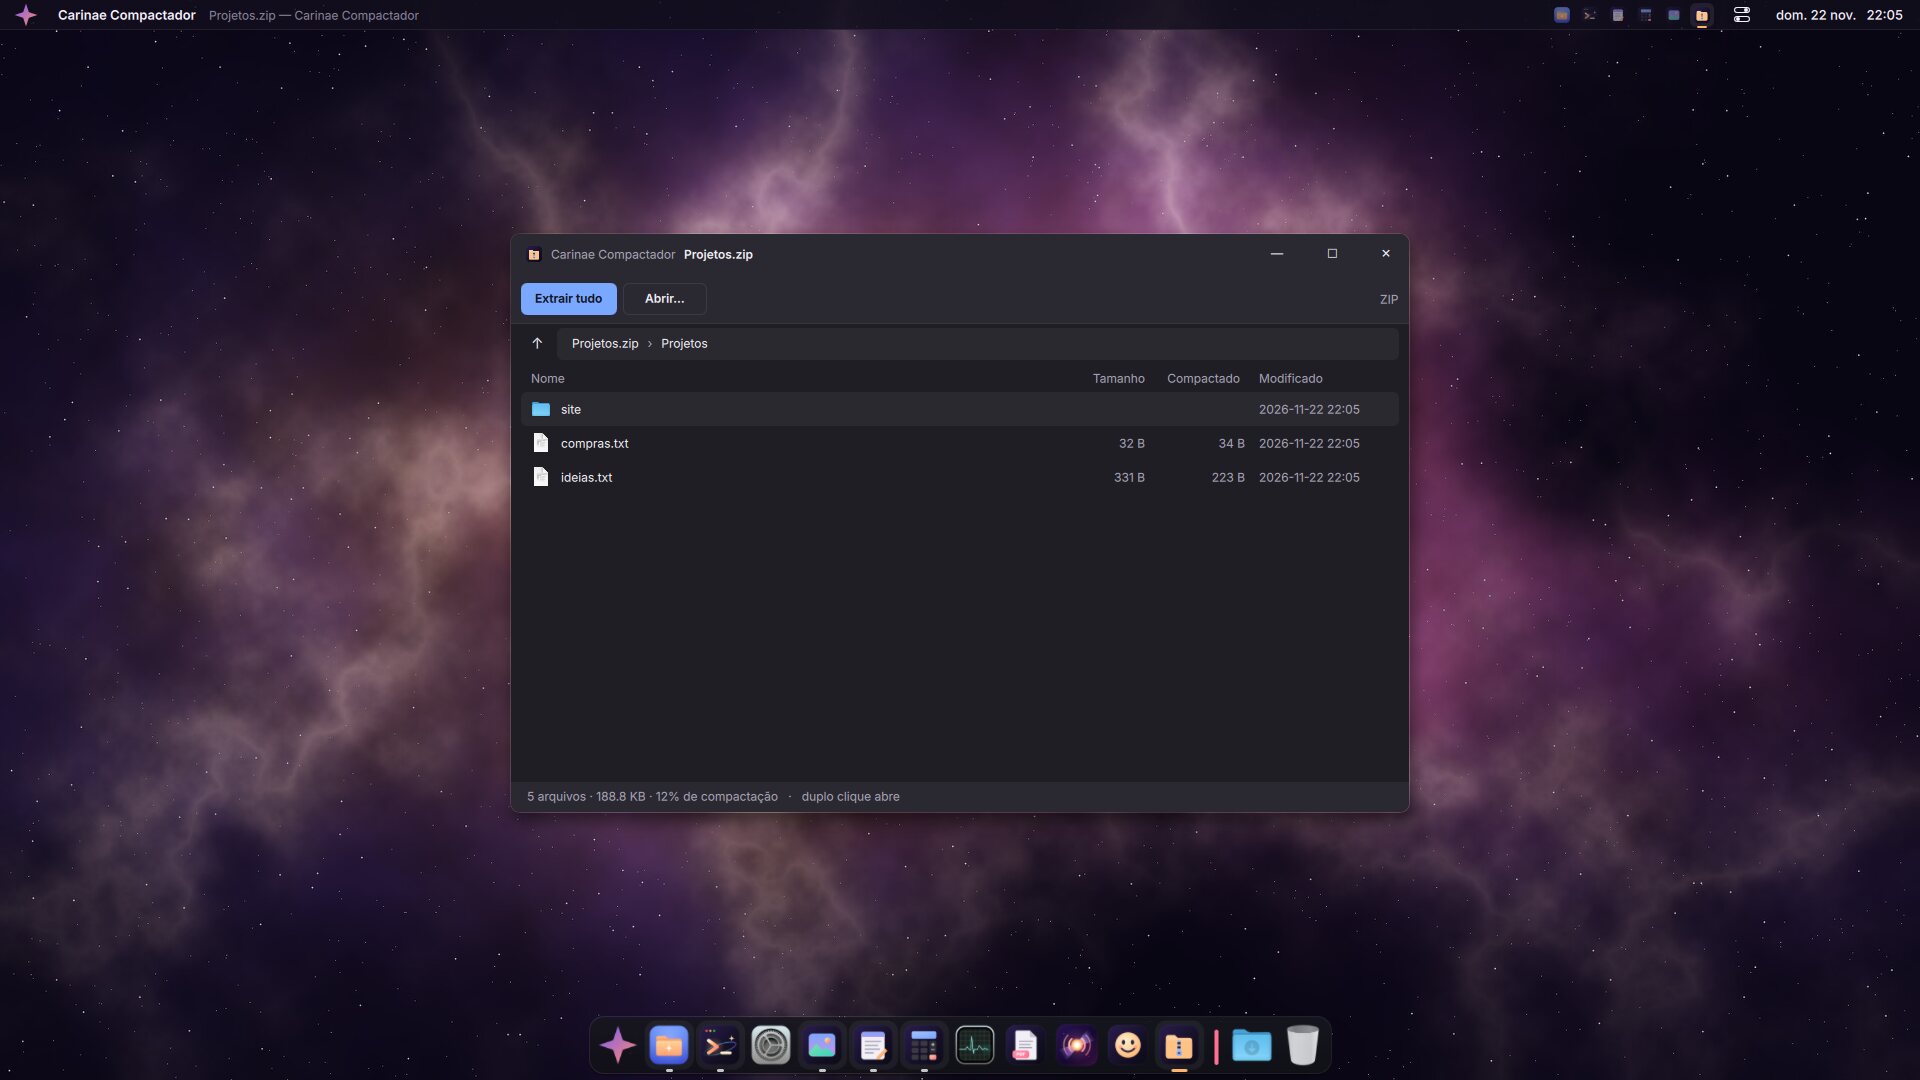 Carinae Compactador Projetos.zip — Carinae Compactador dom. 22 nov. 22:05
Carinae Compactador Projetos.zip
Extrair tudo Abrir... ZIP
Projetos.zip › Projetos
Nome Tamanho Compactado Modificado
site 2026-11-22 22:05
compras.txt 32 B 34 B 2026-11-22 22:05
ideias.txt 331 B 223 B 2026-11-22 22:05
5 arquivos · 188.8 KB · 12% de compactação · duplo clique abre